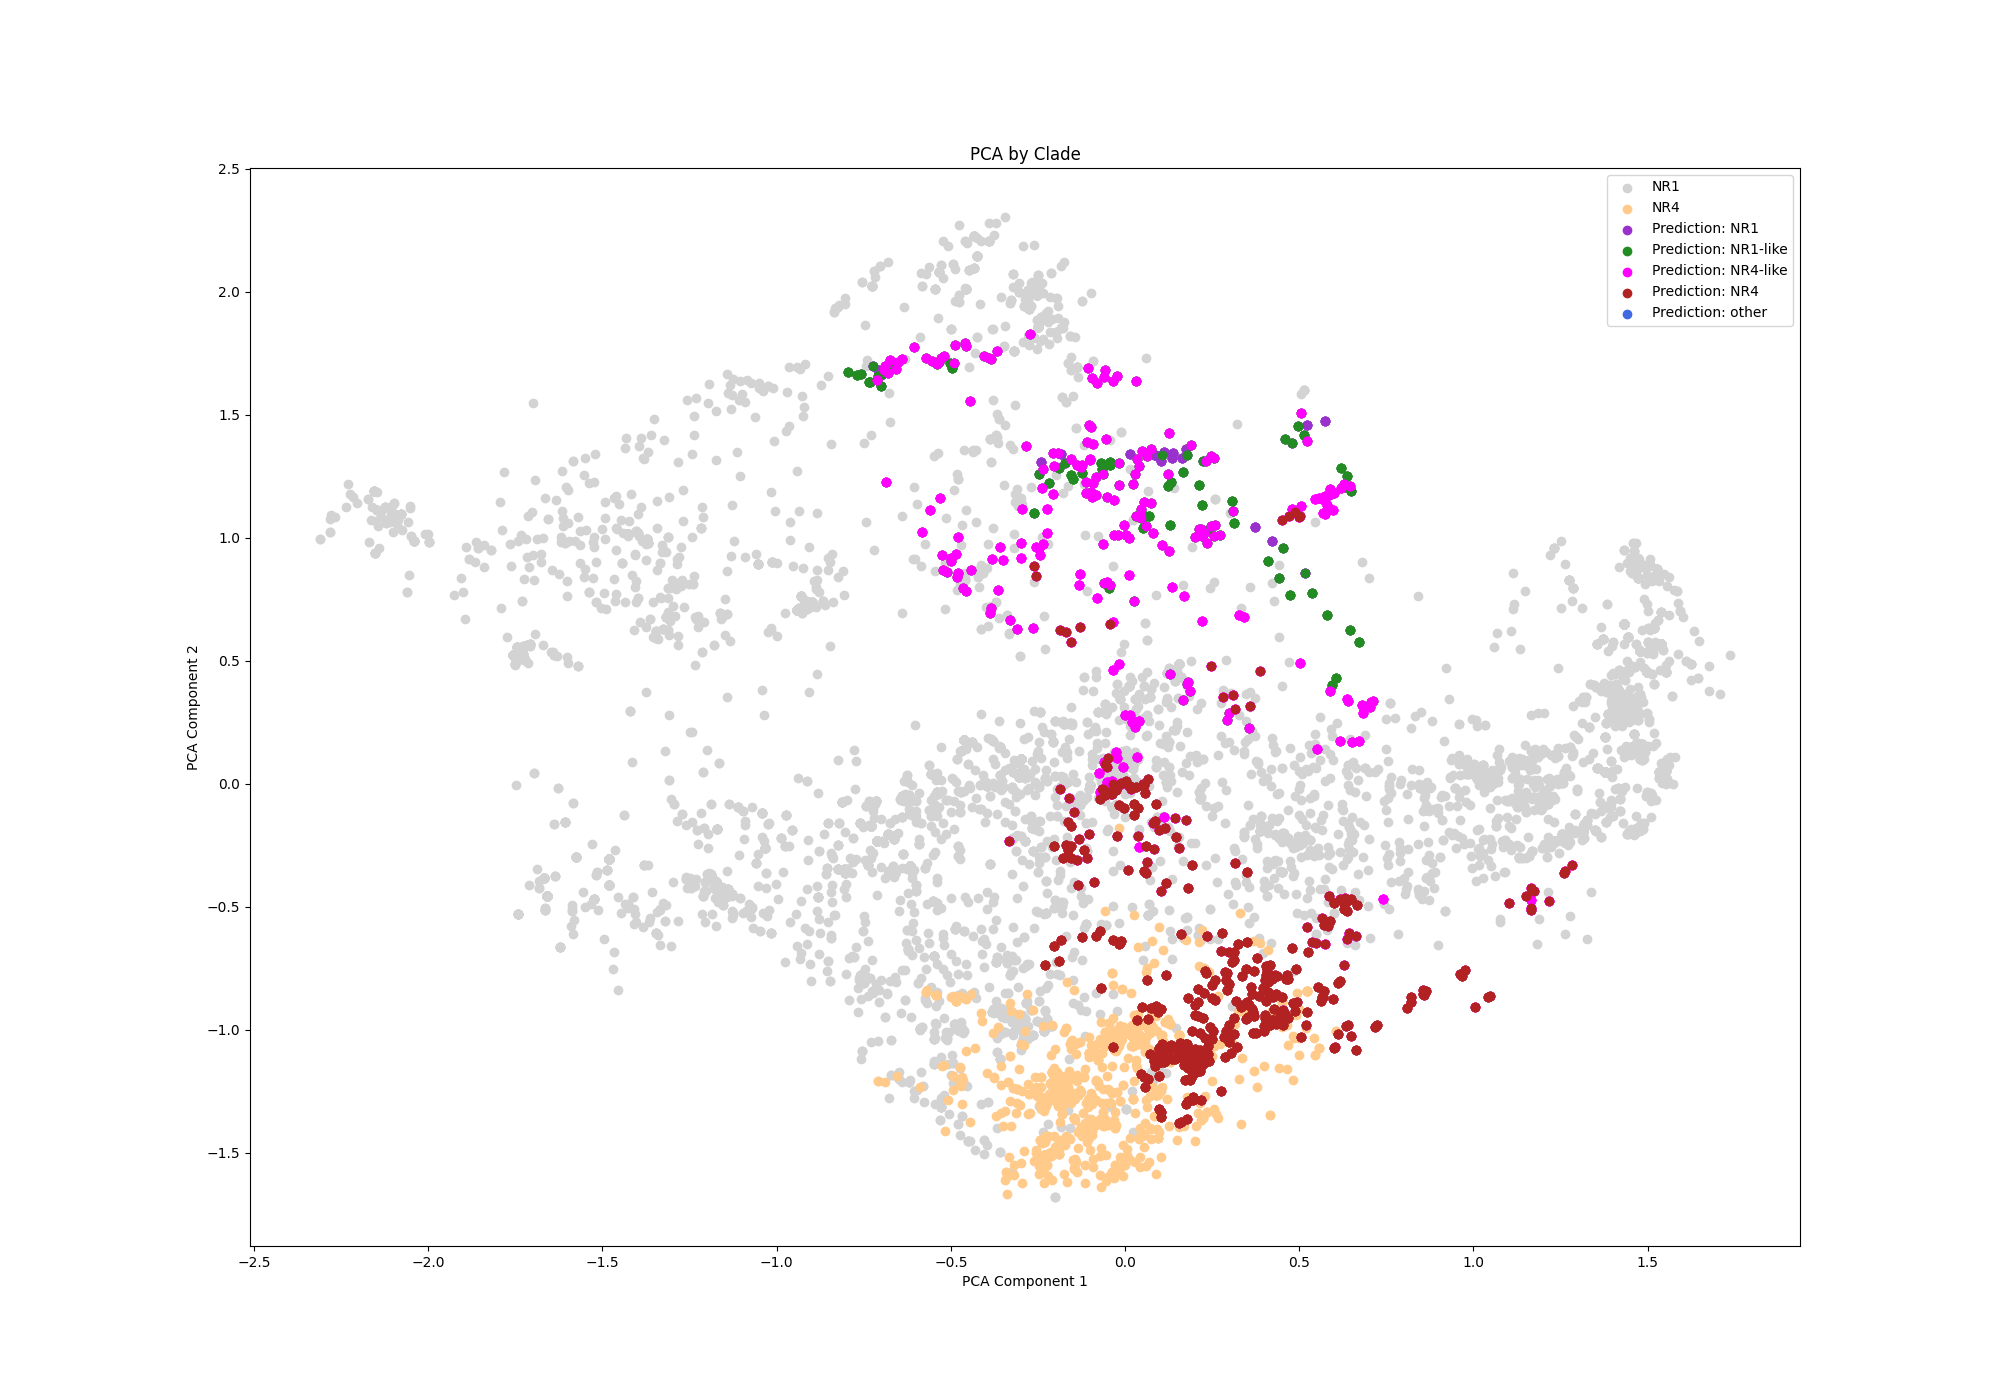 PCA by Clade
NR1
NR4
Prediction: NR1
Prediction: NR1-like
Prediction: NR4-like
Prediction: NR4
Prediction: other
PCA Component 2
2.5
2.0
1.5
1.0
0.5
0.0
−0.5
−1.0
−1.5
−2.5 −2.0 −1.5 −1.0 −0.5 0.0 0.5 1.0 1.5
PCA Component 1